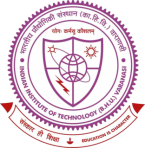 भारतीय प्रौद्योगिकी संस्थान (का.हि.वि.) वाराणसी
योगः कर्मसु कौशलम्
INDIAN INSTITUTE OF TECHNOLOGY (B.H.U.) VARANASI
संस्कार ही शिक्षा
EDUCATION IS CHARACTER